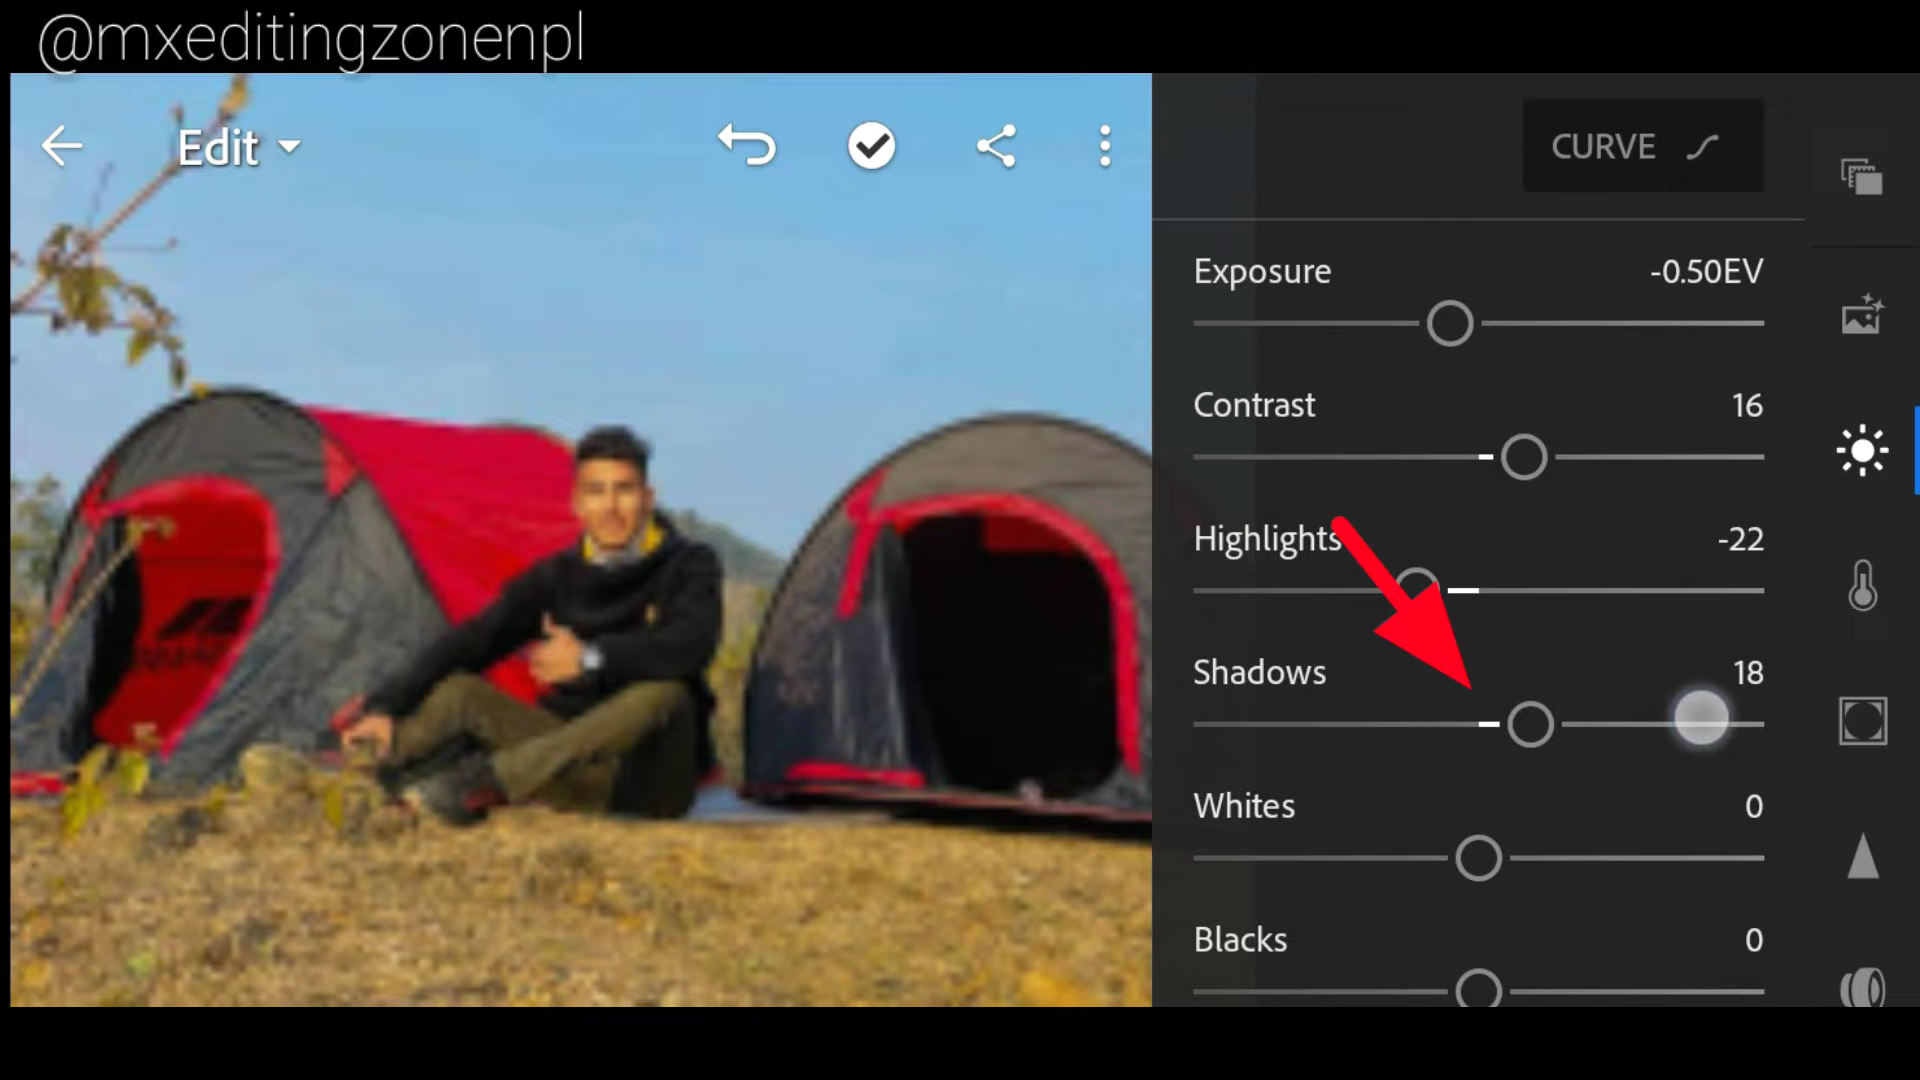 @mxeditingzonenpl
Edit
CURVE
Exposure -0.50EV
Contrast 16
Highlights -22
Shadows 18
Whites 0
Blacks 0